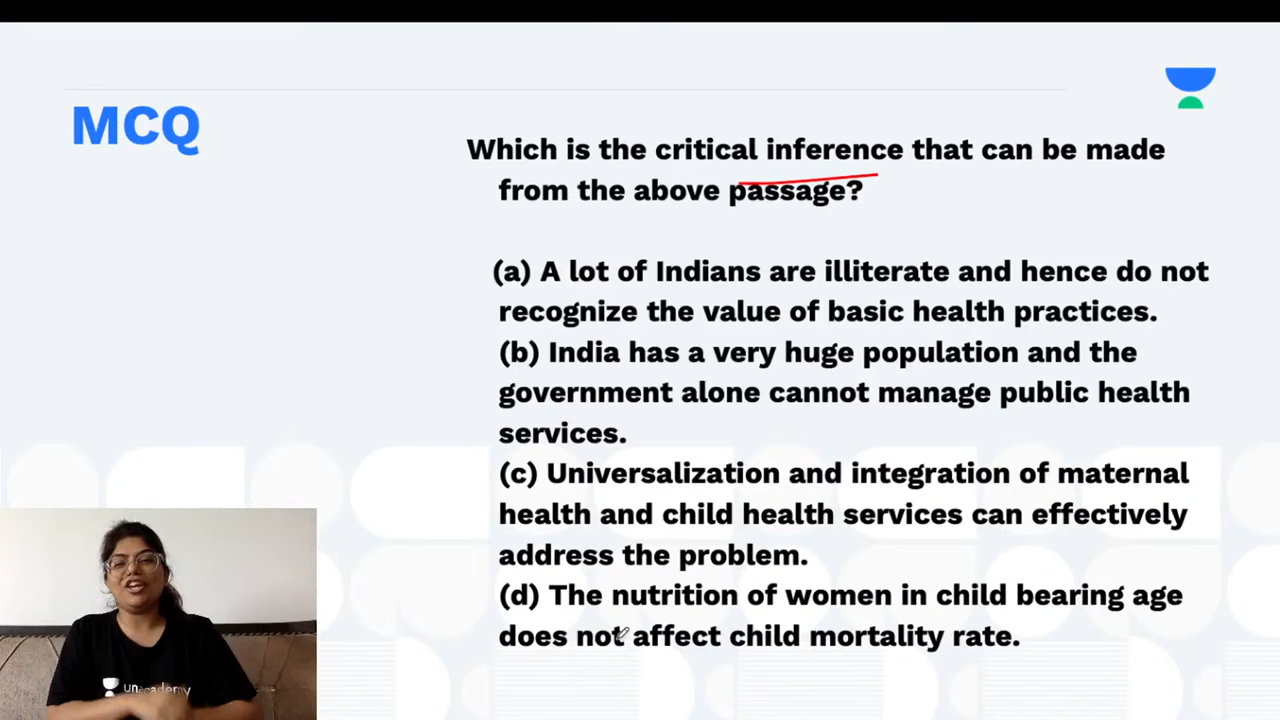 MCQ
Which is the critical inference that can be made
from the above passage?
(a) A lot of Indians are illiterate and hence do not
recognize the value of basic health practices.
(b) India has a very huge population and the
government alone cannot manage public health
services.
(c) Universalization and integration of maternal
health and child health services can effectively
address the problem.
(d) The nutrition of women in child bearing age
does not affect child mortality rate.
unacademy